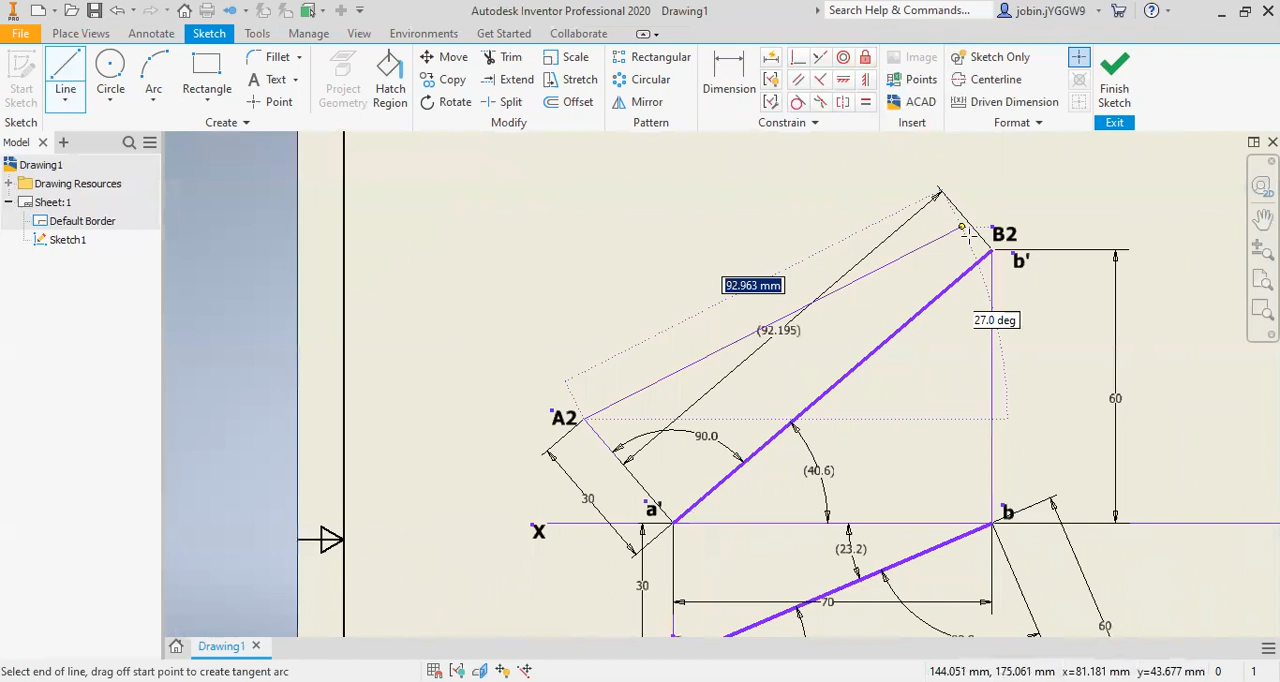 Autodesk Inventor Professional 2020 Drawing1
Search Help & Commands...
jobin.jYGGW9
PRO
File Place Views Annotate Sketch Tools Manage View Environments Get Started Collaborate
Start Sketch
Line
Circle
Arc
Rectangle
Fillet
Text
Point
Project Geometry
Hatch Region
Move
Copy
Rotate
Trim
Extend
Split
Scale
Stretch
Offset
Rectangular
Circular
Mirror
Dimension
Image
Points
ACAD
Sketch Only
Centerline
Driven Dimension
Finish Sketch
Sketch Create Modify Pattern Constrain Insert Format Exit
Model
Drawing1
Drawing Resources
Sheet:1
Default Border
Sketch1
B2
b'
92.963 mm
27.0 deg
(92.195)
60
A2
90.0
(40.6)
30
a'
b
X
(23.2)
30
70
60
Drawing1
Select end of line, drag off start point to create tangent arc
144.051 mm, 175.061 mm x=81.181 mm y=43.677 mm 0 1